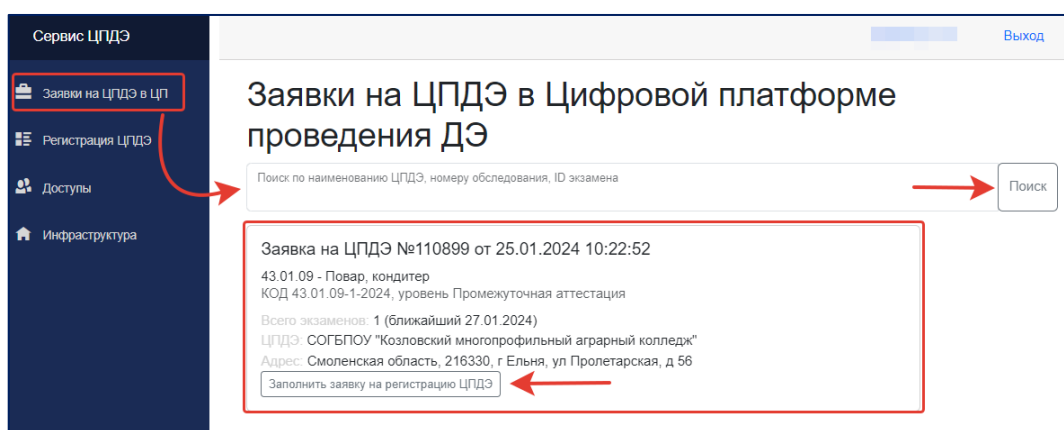 Сервис ЦПДЭ
Выход
Заявки на ЦПДЭ в ЦП
Регистрация ЦПДЭ
Доступы
Инфраструктура
Заявки на ЦПДЭ в Цифровой платформе
проведения ДЭ
Поиск по наименованию ЦПДЭ, номеру обследования, ID экзамена
Поиск
Заявка на ЦПДЭ №110899 от 25.01.2024 10:22:52
43.01.09 - Повар, кондитер
КОД 43.01.09-1-2024, уровень Промежуточная аттестация
Всего экзаменов: 1 (ближайший 27.01.2024)
ЦПДЭ: СОГБПОУ "Козловский многопрофильный аграрный колледж"
Адрес: Смоленская область, 216330, г Ельня, ул Пролетарская, д 56
Заполнить заявку на регистрацию ЦПДЭ